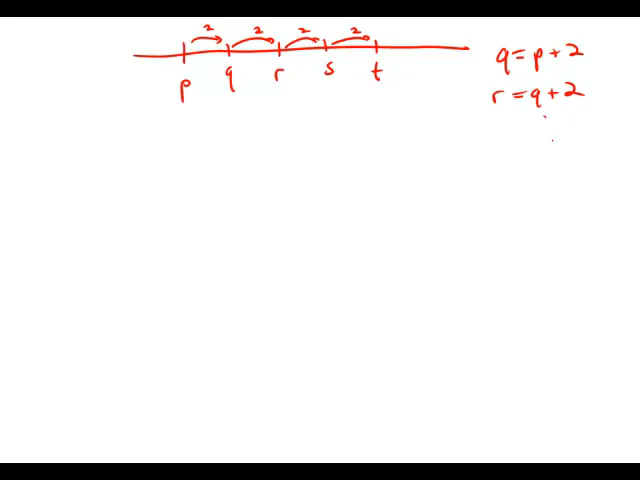 2 2 2 2
p q r s t
q = p + 2
r = q + 2